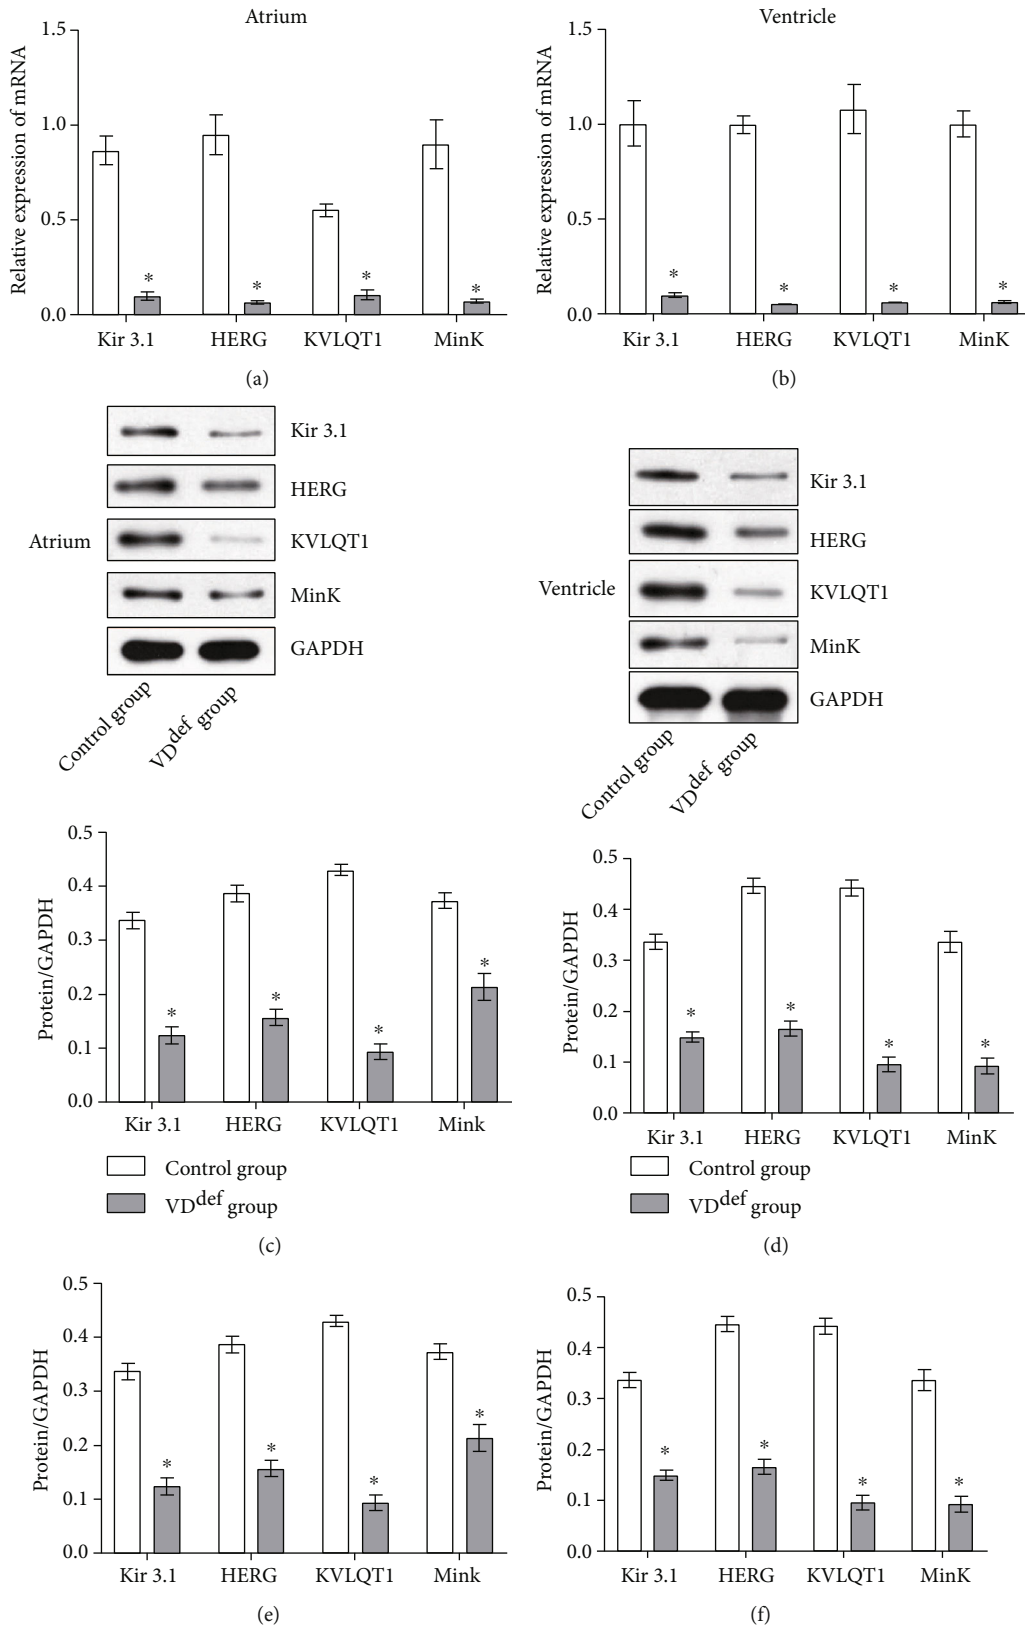 Atrium
Relative expression of mRNA
1.5
1.0
0.5
0.0
*
*
*
*
Kir 3.1 HERG KVLQT1 MinK
(a)
Ventricle
Relative expression of mRNA
1.5
1.0
0.5
0.0
*
*
*
*
Kir 3.1 HERG KVLQT1 MinK
(b)
Atrium
Kir 3.1
HERG
KVLQT1
MinK
GAPDH
Control group
VDdef group
Ventricle
Kir 3.1
HERG
KVLQT1
MinK
GAPDH
Control group
VDdef group
Protein/GAPDH
0.5
0.4
0.3
0.2
0.1
0.0
*
*
*
*
Kir 3.1 HERG KVLQT1 Mink
Control group
VDdef group
(c)
Protein/GAPDH
0.5
0.4
0.3
0.2
0.1
0.0
*
*
*
*
Kir 3.1 HERG KVLQT1 MinK
Control group
VDdef group
(d)
Protein/GAPDH
0.5
0.4
0.3
0.2
0.1
0.0
*
*
*
*
Kir 3.1 HERG KVLQT1 Mink
(e)
Protein/GAPDH
0.5
0.4
0.3
0.2
0.1
0.0
*
*
*
*
Kir 3.1 HERG KVLQT1 MinK
(f)